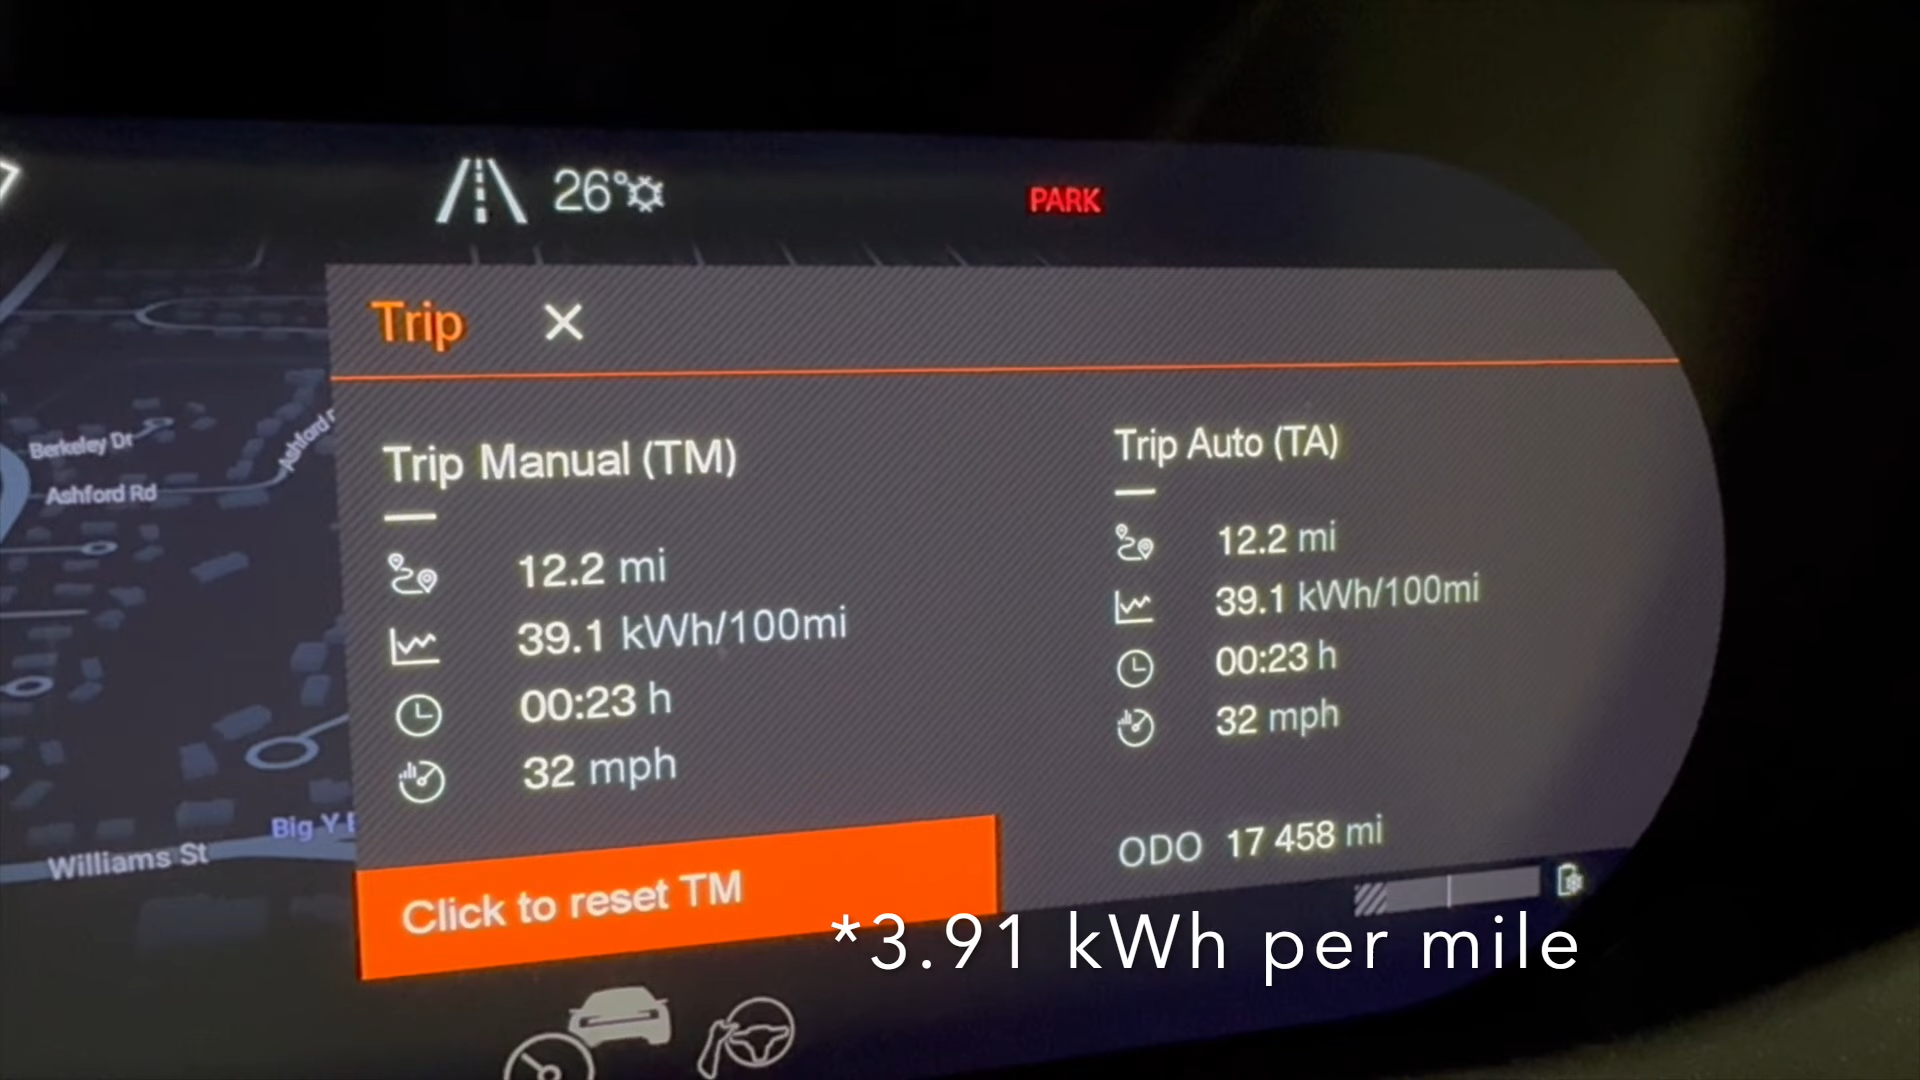 26°
PARK
Trip
Trip Manual (TM)
12.2 mi
39.1 kWh/100mi
00:23 h
32 mph
Click to reset TM
Trip Auto (TA)
12.2 mi
39.1 kWh/100mi
00:23 h
32 mph
ODO 17 458 mi
Berkeley Dr
Ashford Rd
Ashford
Big Y
Williams St
*3.91 kWh per mile